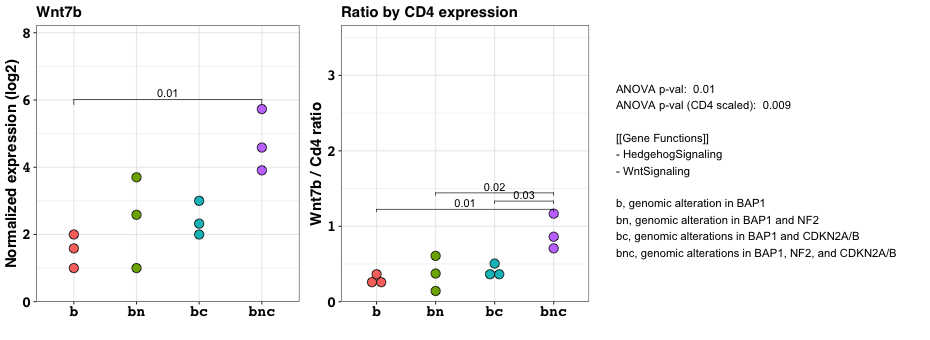 Wnt7b
Normalized expression (log2)
8
6
4
2
0
0.01
b
bn
bc
bnc
Ratio by CD4 expression
Wnt7b / Cd4 ratio
3
2
1
0
0.02
0.03
0.01
b
bn
bc
bnc
ANOVA p-val: 0.01
ANOVA p-val (CD4 scaled): 0.009
[[Gene Functions]]
- HedgehogSignaling
- WntSignaling
b, genomic alteration in BAP1
bn, genomic alteration in BAP1 and NF2
bc, genomic alterations in BAP1 and CDKN2A/B
bnc, genomic alterations in BAP1, NF2, and CDKN2A/B